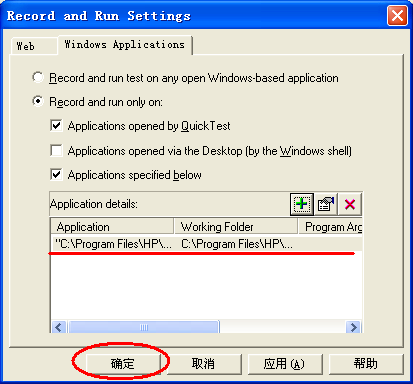 Record and Run Settings
Web Windows Applications
Record and run test on any open Windows-based application
Record and run only on:
Applications opened by QuickTest
Applications opened via the Desktop (by the Windows shell)
Applications specified below
Application details:
Application Working Folder Program Arg
"C:\Program Files\HP\... C:\Program Files\HP\...
确定 取消 应用(A) 帮助